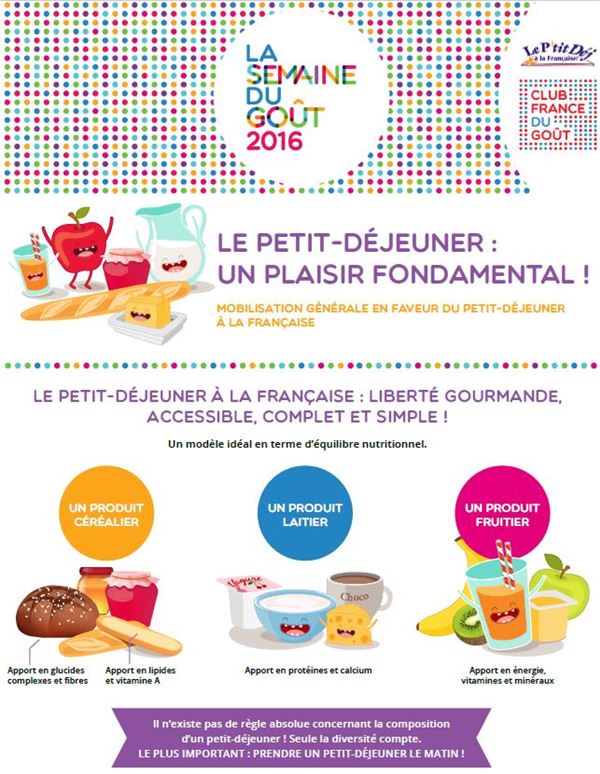 LA
SEMAINE
DU
GOÛT
2016
Le P'tit Déj
à la Française
CLUB
FRANCE
DU
GOÛT
LE PETIT-DÉJEUNER :
UN PLAISIR FONDAMENTAL !
MOBILISATION GÉNÉRALE EN FAVEUR DU PETIT-DÉJEUNER
À LA FRANÇAISE
LE PETIT-DÉJEUNER À LA FRANÇAISE : LIBERTÉ GOURMANDE,
ACCESSIBLE, COMPLET ET SIMPLE !
Un modèle idéal en terme d'équilibre nutritionnel.
UN PRODUIT
CÉRÉALIER
UN PRODUIT
LAITIER
UN PRODUIT
FRUITIER
Yogurt
Choco
Apport en glucides
complexes et fibres
Apport en lipides
et vitamine A
Apport en protéines et calcium
Apport en énergie,
vitamines et minéraux
Il n'existe pas de règle absolue concernant la composition
d'un petit-déjeuner ! Seule la diversité compte.
LE PLUS IMPORTANT : PRENDRE UN PETIT-DÉJEUNER LE MATIN !